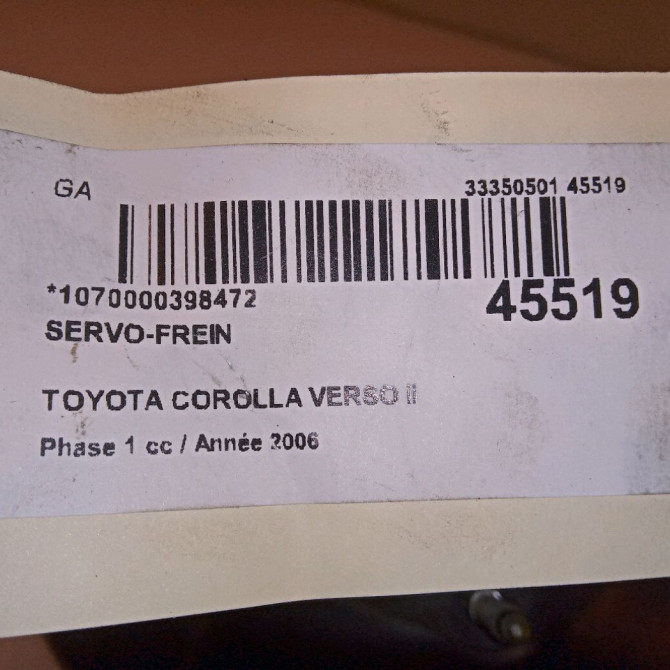 GA
33350501 45519
*1070000398472
45519
SERVO-FREIN
TOYOTA COROLLA VERSO II
Phase 1 cc / Année 2006